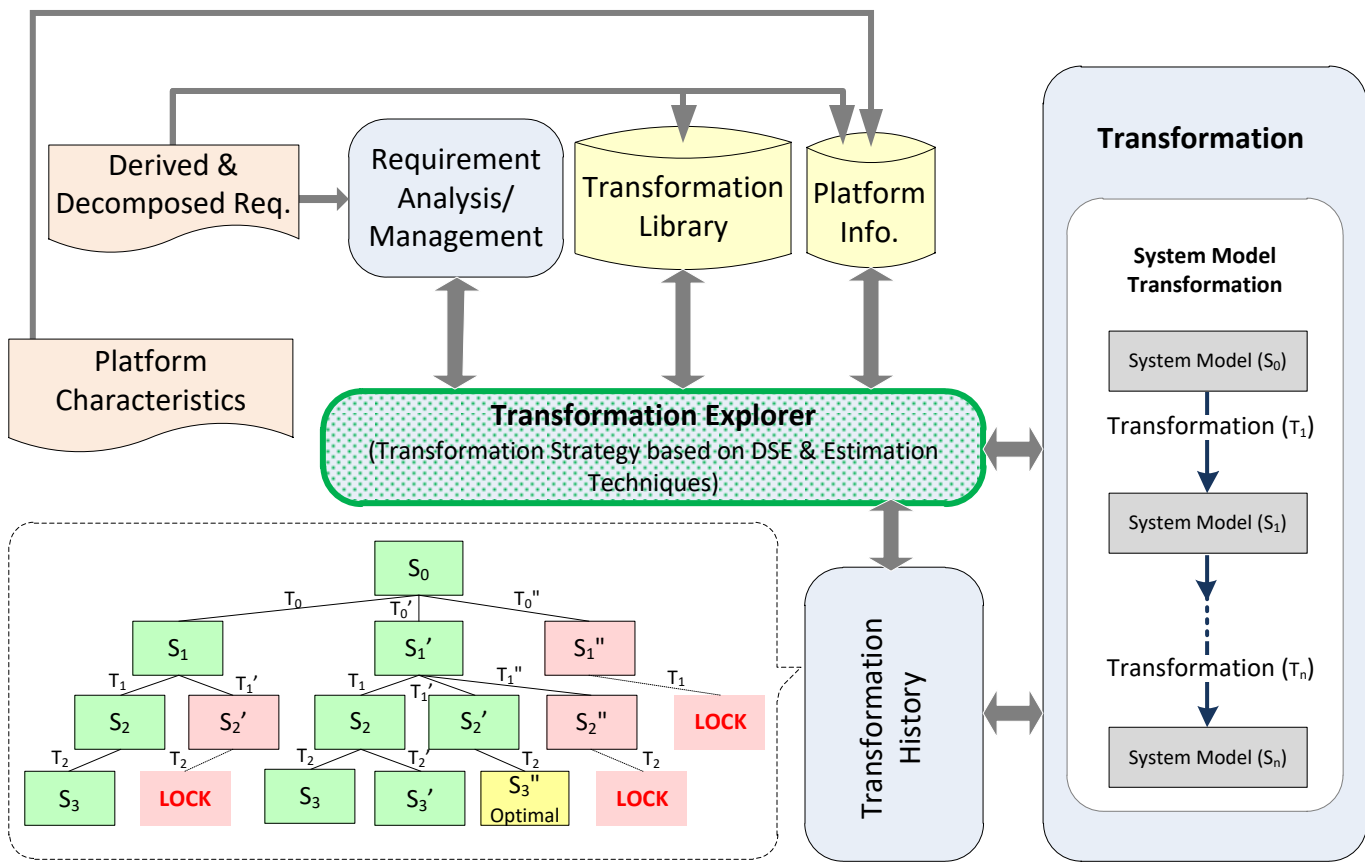 Derived &
Decomposed Req.
Requirement
Analysis/
Management
Transformation
Library
Platform
Info.
Platform
Characteristics
Transformation Explorer
(Transformation Strategy based on DSE & Estimation
Techniques)
Transformation
System Model
Transformation
System Model (S₀)
Transformation (T₁)
System Model (S₁)
Transformation (Tₙ)
System Model (Sₙ)
Transformation
History
S₀
T₀
T₀'
T₀"
S₁
S₁’
S₁"
T₁
T₁’
T₁
T₁’
T₁"
T₁
S₂
S₂’
S₂
S₂’
S₂"
LOCK
T₂
T₂
T₂
T₂’
T₂
T₂
S₃
LOCK
S₃
S₃’
S₃"
Optimal
LOCK